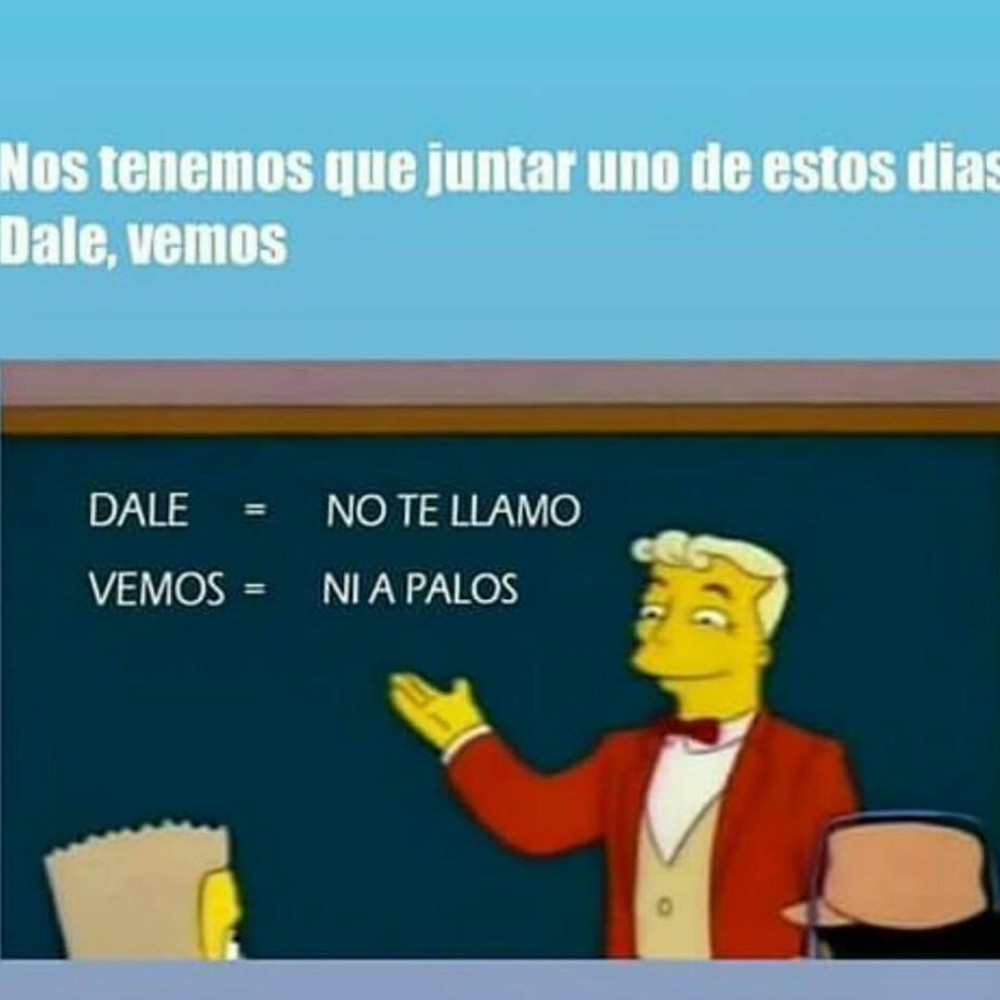 Nos tenemos que juntar uno de estos dias
Dale, vemos
DALE = NO TE LLAMO
VEMOS = NI A PALOS